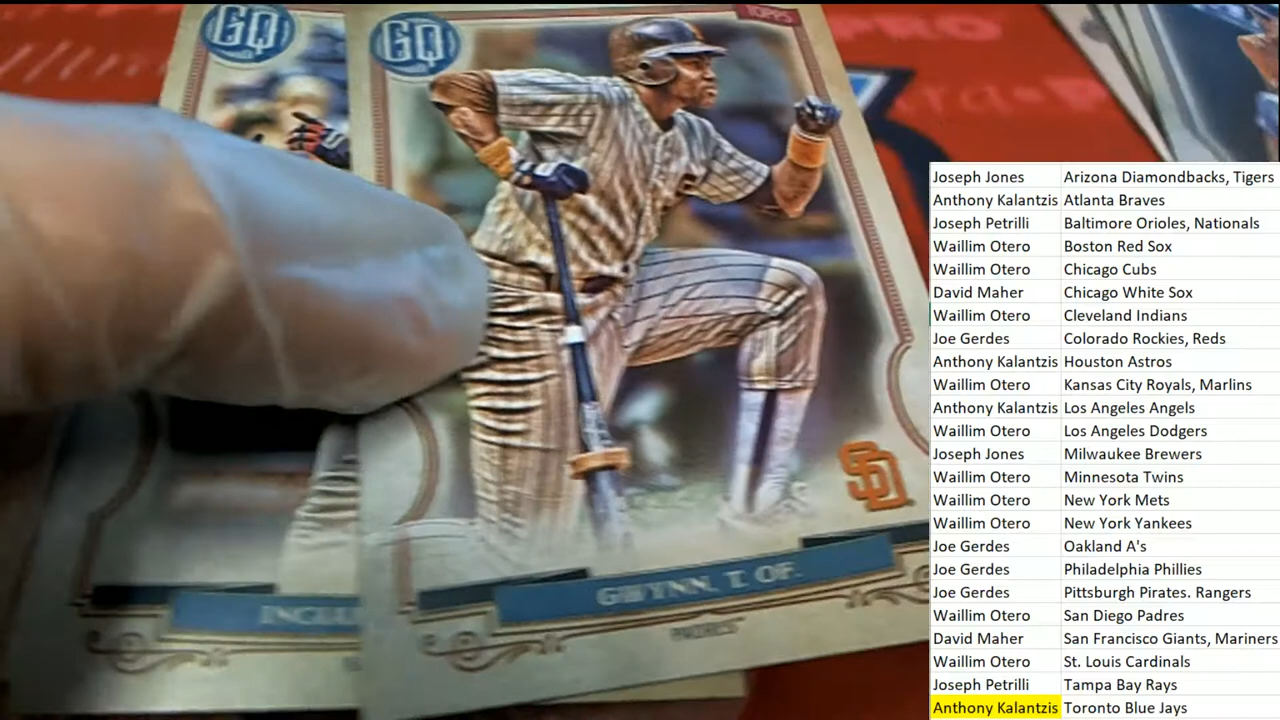 GQ
GQ
TOPPS
PRO
SD
INCIA
GWYNN, T. OF.
PADRES
Joseph Jones Arizona Diamondbacks, Tigers
Anthony Kalantzis Atlanta Braves
Joseph Petrilli Baltimore Orioles, Nationals
Waillim Otero Boston Red Sox
Waillim Otero Chicago Cubs
David Maher Chicago White Sox
Waillim Otero Cleveland Indians
Joe Gerdes Colorado Rockies, Reds
Anthony Kalantzis Houston Astros
Waillim Otero Kansas City Royals, Marlins
Anthony Kalantzis Los Angeles Angels
Waillim Otero Los Angeles Dodgers
Joseph Jones Milwaukee Brewers
Waillim Otero Minnesota Twins
Waillim Otero New York Mets
Waillim Otero New York Yankees
Joe Gerdes Oakland A's
Joe Gerdes Philadelphia Phillies
Joe Gerdes Pittsburgh Pirates. Rangers
Waillim Otero San Diego Padres
David Maher San Francisco Giants, Mariners
Waillim Otero St. Louis Cardinals
Joseph Petrilli Tampa Bay Rays
Anthony Kalantzis Toronto Blue Jays